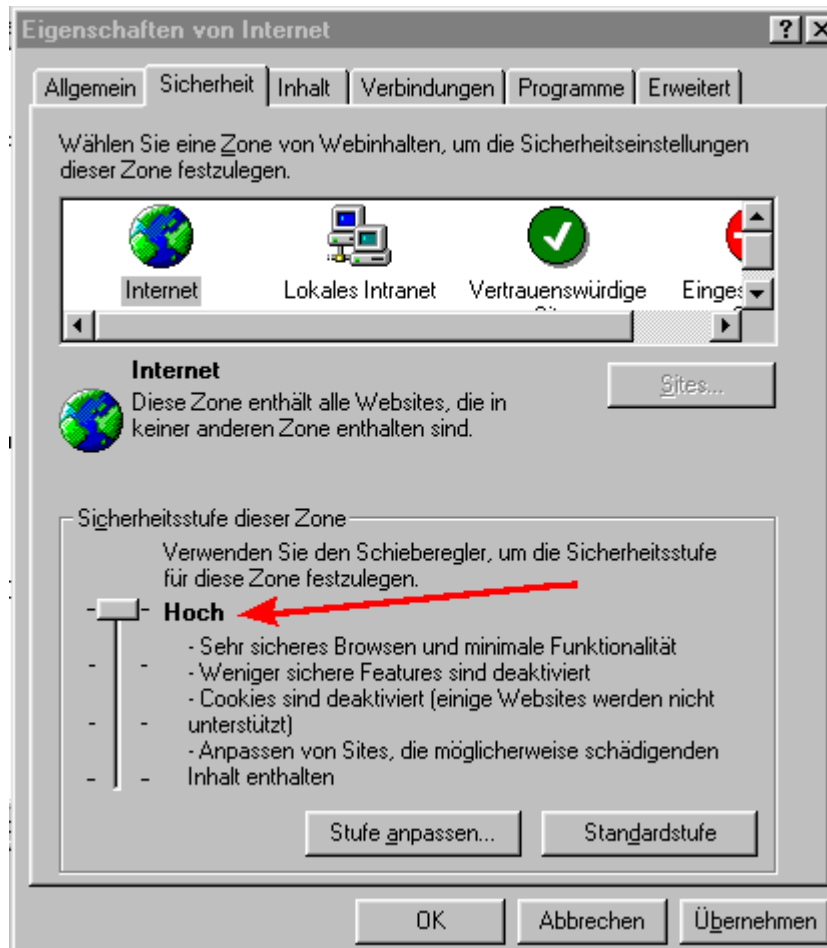 Eigenschaften von Internet
Allgemein Sicherheit Inhalt Verbindungen Programme Erweitert
Wählen Sie eine Zone von Webinhalten, um die Sicherheitseinstellungen
dieser Zone festzulegen.
Internet Lokales Intranet Vertrauenswürdige
Internet
Diese Zone enthält alle Websites, die in
keiner anderen Zone enthalten sind.
Sites...
Sicherheitsstufe dieser Zone
Verwenden Sie den Schieberegler, um die Sicherheitsstufe
für diese Zone festzulegen.
Hoch
- Sehr sicheres Browsen und minimale Funktionalität
- Weniger sichere Features sind deaktiviert
- Cookies sind deaktiviert (einige Websites werden nicht
unterstützt)
- Anpassen von Sites, die möglicherweise schädigenden
Inhalt enthalten
Stufe anpassen... Standardstufe
OK Abbrechen Übernehmen